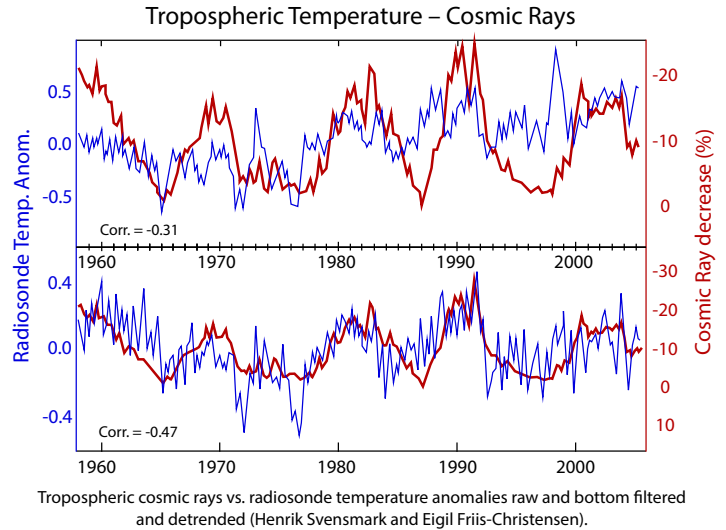 Tropospheric Temperature – Cosmic Rays
Radiosonde Temp. Anom.
0.5
0.0
-0.5
-20
-10
0
Cosmic Ray decrease (%)
Corr. = -0.31
1960 1970 1980 1990 2000
0.4
0.0
-0.4
-30
-20
-10
0
10
Corr. = -0.47
1960 1970 1980 1990 2000
Tropospheric cosmic rays vs. radiosonde temperature anomalies raw and bottom filtered
and detrended (Henrik Svensmark and Eigil Friis-Christensen).